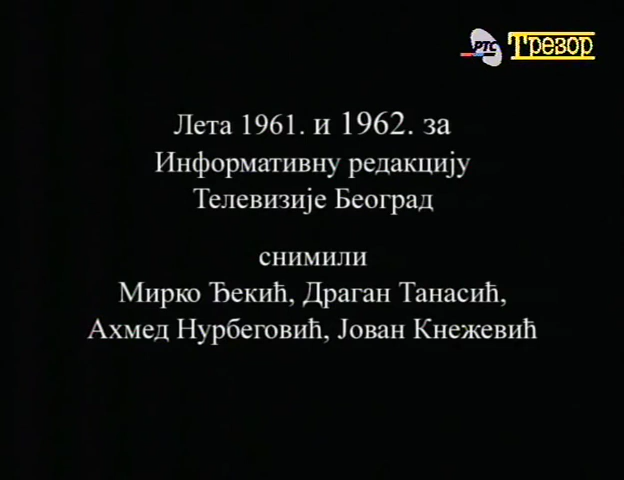 РТС Трезор
Лета 1961. и 1962. за
Информативну редакцију
Телевизије Београд
снимили
Мирко Ђекић, Драган Танасић,
Ахмед Нурбеговић, Јован Кнежевић